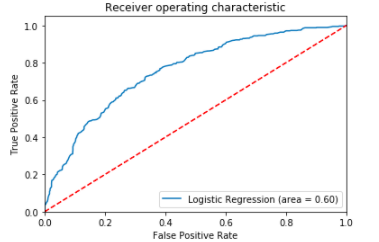 Receiver operating characteristic
True Positive Rate
1.0
0.8
0.6
0.4
0.2
0.0
Logistic Regression (area = 0.60)
0.0 0.2 0.4 0.6 0.8 1.0
False Positive Rate